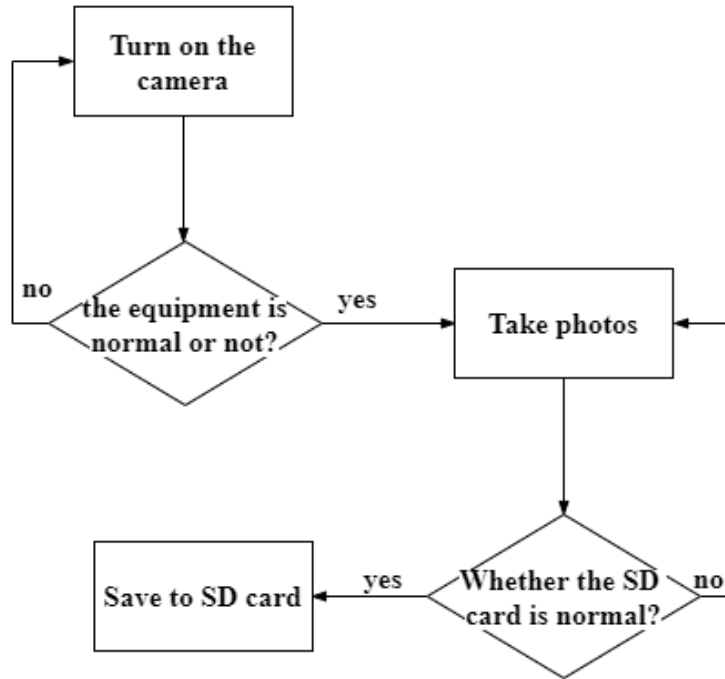 Turn on the
camera
no
the equipment is
normal or not?
yes
Take photos
Save to SD card
yes
Whether the SD
card is normal?
no